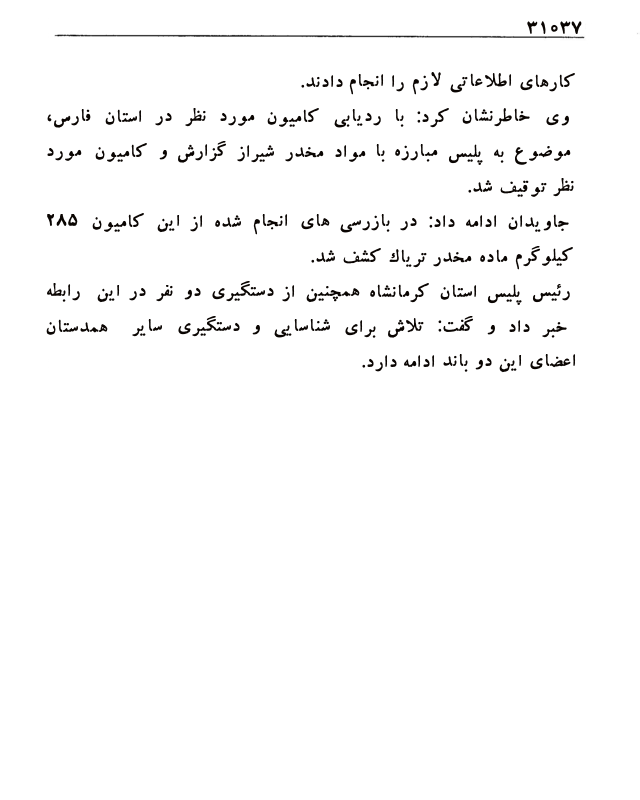 ۳۱۰۳۷
کارهای اطلاعاتی لازم را انجام دادند.
وی خاطرنشان کرد: با ردیابی کامیون مورد نظر در استان فارس،
موضوع به پلیس مبارزه با مواد مخدر شیراز گزارش و کامیون مورد
نظر توقیف شد.
جاویدان ادامه داد: در بازرسی های انجام شده از این کامیون ۲۸۵
کیلوگرم ماده مخدر تریاك کشف شد.
رئیس پلیس استان کرمانشاه همچنین از دستگیری دو نفر در این رابطه
خبر داد و گفت: تلاش برای شناسایی و دستگیری سایر همدستان
اعضای این دو باند ادامه دارد.